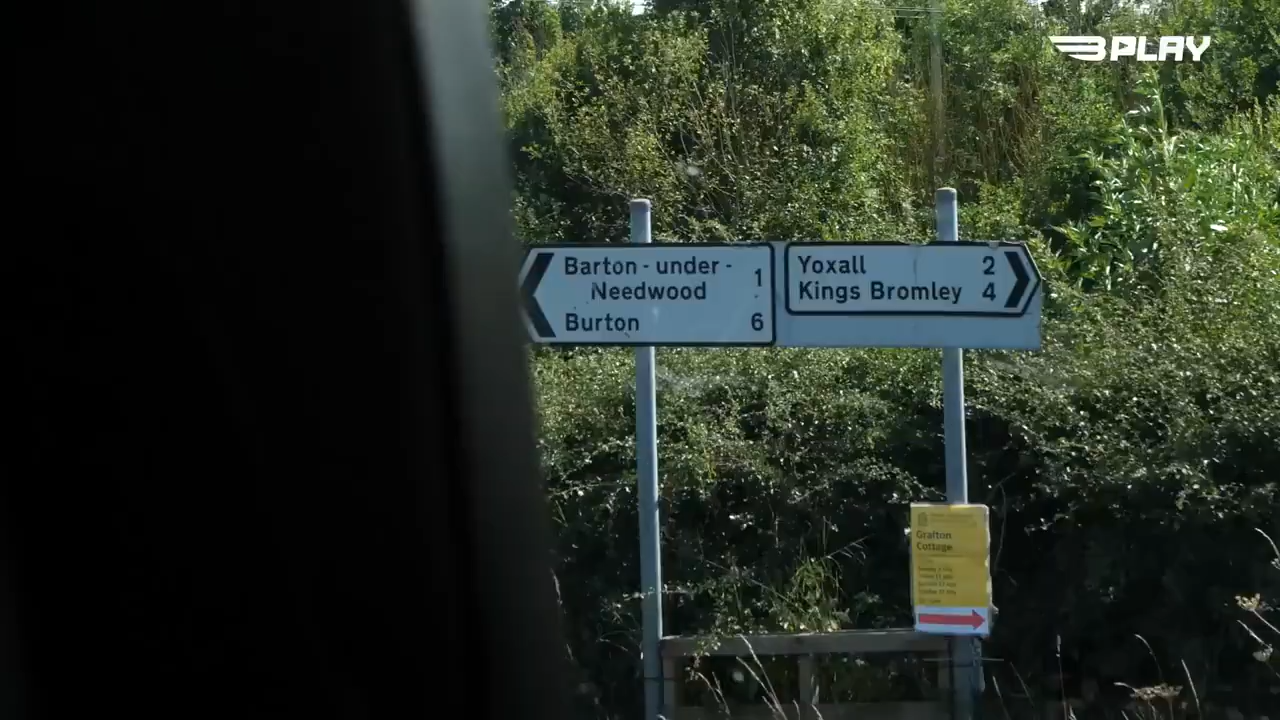 3PLAY
Barton - under -
Needwood 1
Burton 6
Yoxall 2
Kings Bromley 4
Grafton
Cottage